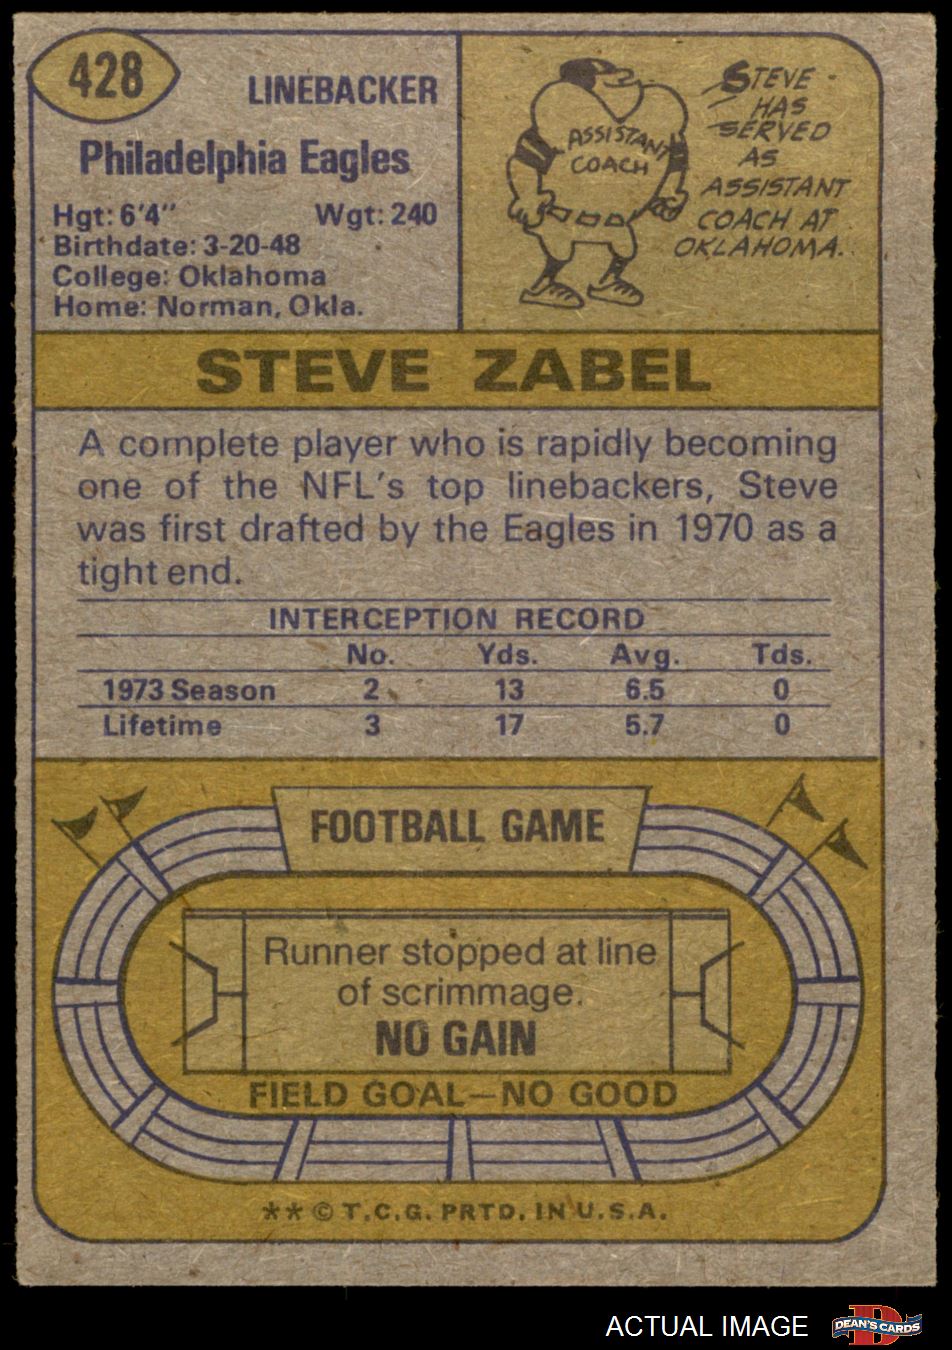 428
LINEBACKER
Philadelphia Eagles
Hgt: 6'4" Wgt: 240
Birthdate: 3-20-48
College: Oklahoma
Home: Norman, Okla.
ASSISTANT
COACH
STEVE
HAS
SERVED
AS
ASSISTANT
COACH AT
OKLAHOMA.
STEVE ZABEL
A complete player who is rapidly becoming
one of the NFL's top linebackers, Steve
was first drafted by the Eagles in 1970 as a
tight end.
INTERCEPTION RECORD
No. Yds. Avg. Tds.
1973 Season 2 13 6.5 0
Lifetime 3 17 5.7 0
FOOTBALL GAME
Runner stopped at line
of scrimmage.
NO GAIN
FIELD GOAL—NO GOOD
** © T.C.G. PRTD. IN U.S.A.
ACTUAL IMAGE
D
DEAN'S CARDS